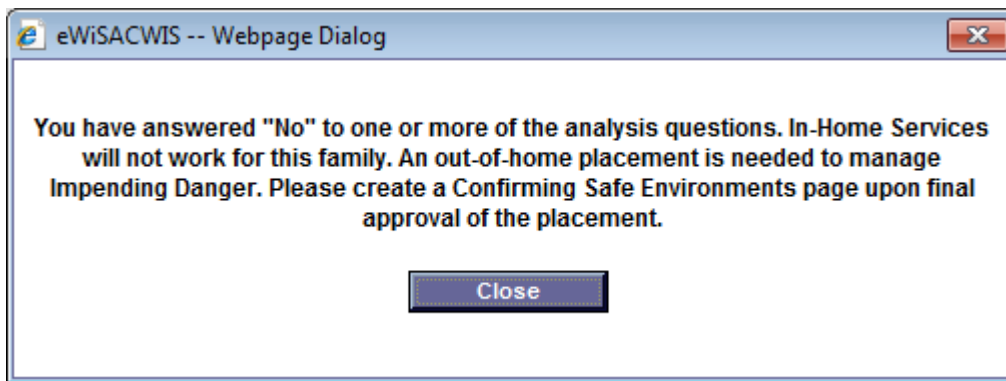 eWiSACWIS -- Webpage Dialog
You have answered "No" to one or more of the analysis questions. In-Home Services
will not work for this family. An out-of-home placement is needed to manage
Impending Danger. Please create a Confirming Safe Environments page upon final
approval of the placement.
Close